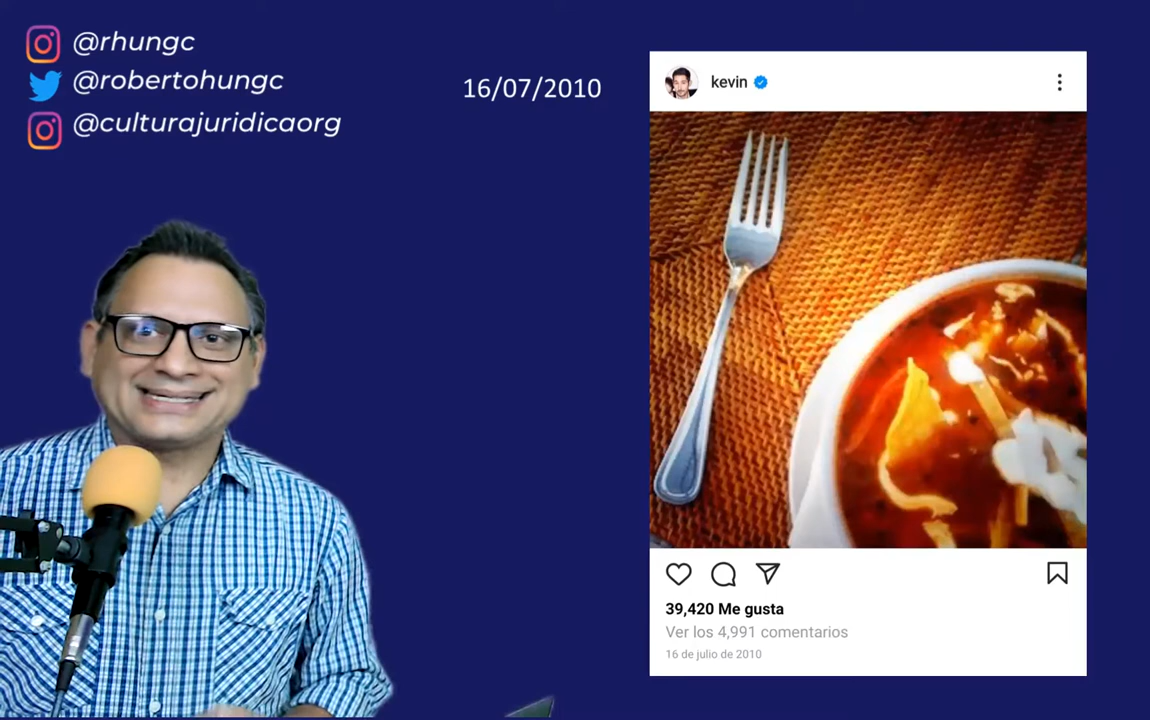 @rhungc
@robertohungc
@culturajuridicaorg
16/07/2010
kevin
39,420 Me gusta
Ver los 4,991 comentarios
16 de julio de 2010